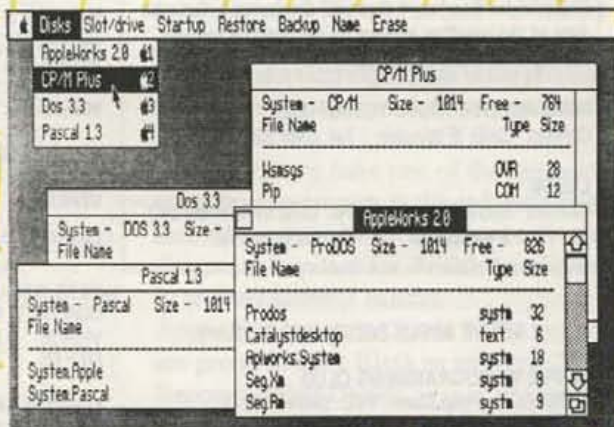 Disks Slot/drive Startup Restore Backup Name Erase
AppleWorks 2.0 1
CP/M Plus 2
Dos 3.3 3
Pascal 1.3 4
CP/M Plus
System - CP/M Size - 1014 Free - 784
File Name Type Size
Wsmsgs OVR 28
Pip COM 12
Dos 3.3
System - DOS 3.3 Size -
File Name
Pascal 1.3
System - Pascal Size - 1014
File Name
System.Apple
System.Pascal
AppleWorks 2.0
System - ProDOS Size - 1014 Free - 826
File Name Type Size
Prodos systm 32
Catalystdesktop text 6
Aplworks.System systm 18
Seg.Xm systm 9
Seg.Rm systm 9